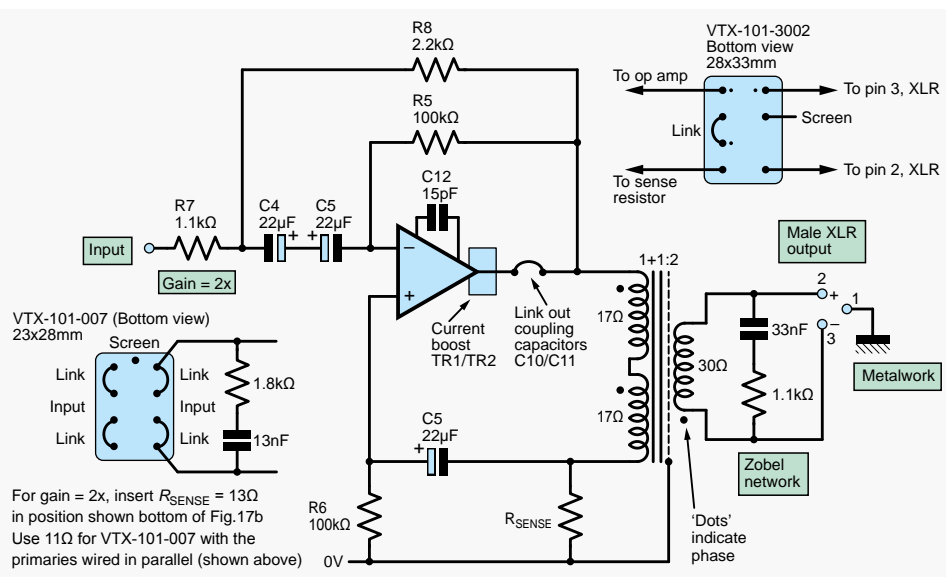 R8
2.2kΩ
R5
100kΩ
C12
15pF
R7
1.1kΩ
C4
22µF
+
C5
22µF
+
Input
Gain = 2x
–
+
Current
boost
TR1/TR2
Link out
coupling
capacitors
C10/C11
1+1:2
17Ω
17Ω
30Ω
33nF
1.1kΩ
Male XLR
output
2
+
1
–
3
Metalwork
Zobel
network
'Dots'
indicate
phase
C5
22µF
+
R6
100kΩ
RSENSE
0V
VTX-101-3002
Bottom view
28x33mm
To op amp
To pin 3, XLR
Screen
Link
To pin 2, XLR
To sense
resistor
VTX-101-007 (Bottom view)
23x28mm
Screen
Link
Link
Input
Input
Link
Link
1.8kΩ
13nF
For gain = 2x, insert RSENSE = 13Ω
in position shown bottom of Fig.17b
Use 11Ω for VTX-101-007 with the
primaries wired in parallel (shown above)